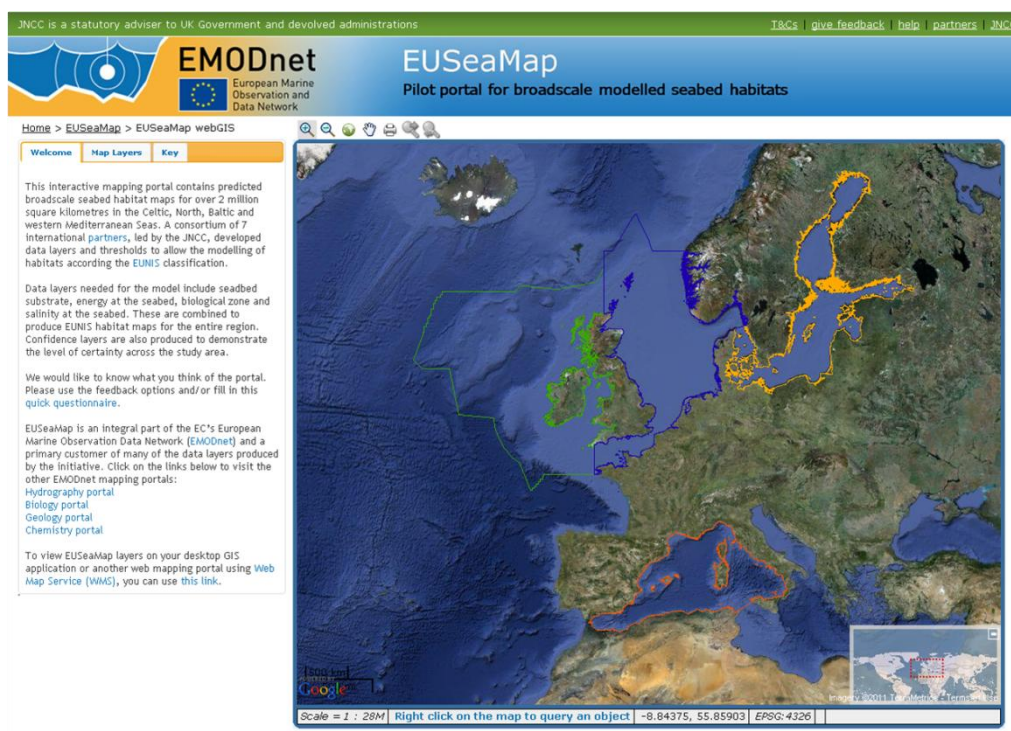 JNCC is a statutory adviser to UK Government and devolved administrations
T&Cs | give feedback | help | partners | JNC
EMODnet
European Marine
Observation and
Data Network
EUSeaMap
Pilot portal for broadscale modelled seabed habitats
Home > EUSeaMap > EUSeaMap webGIS
Welcome Map Layers Key
This interactive mapping portal contains predicted
broadscale seabed habitat maps for over 2 million
square kilometres in the Celtic, North, Baltic and
western Mediterranean Seas. A consortium of 7
international partners, led by the JNCC, developed
data layers and thresholds to allow the modelling of
habitats according the EUNIS classification.
Data layers needed for the model include seadbed
substrate, energy at the seabed, biological zone and
salinity at the seabed. These are combined to
produce EUNIS habitat maps for the entire region.
Confidence layers are also produced to demonstrate
the level of certainty across the study area.
We would like to know what you think of the portal.
Please use the feedback options and/or fill in this
quick questionnaire.
EUSeaMap is an integral part of the EC's European
Marine Observation Data Network (EMODnet) and a
primary customer of many of the data layers produced
by the initiative. Click on the links below to visit the
other EMODnet mapping portals:
Hydrography portal
Biology portal
Geology portal
Chemistry portal
To view EUSeaMap layers on your desktop GIS
application or another web mapping portal using Web
Map Service (WMS), you can use this link.
500 km
POWERED BY
Google
Imagery ©2011 TerraMetrics - Terms
Scale = 1 : 28M Right click on the map to query an object -8.84375, 55.85903 EPSG:4326